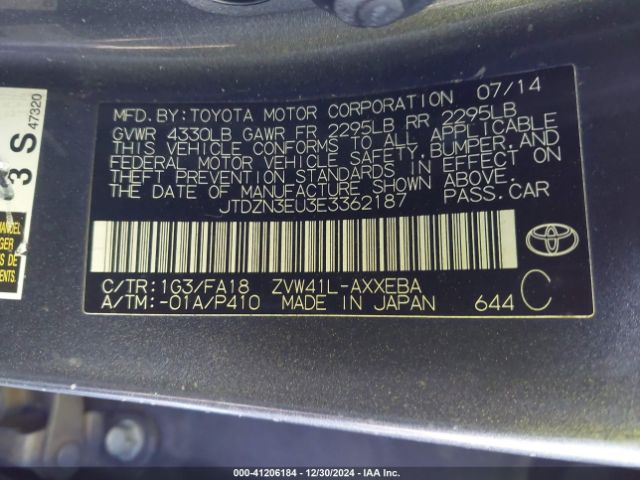 MFD. BY: TOYOTA MOTOR CORPORATION 07/14
GVWR 4330LB GAWR FR 2295LB RR 2295LB
THIS VEHICLE CONFORMS TO ALL APPLICABLE
FEDERAL MOTOR VEHICLE SAFETY, BUMPER, AND
THEFT PREVENTION STANDARDS IN EFFECT ON
THE DATE OF MANUFACTURE SHOWN ABOVE.
JTDZN3EU3E3362187 PASS. CAR
C/TR: 1G3/FA18 ZVW41L-AXXEBA
A/TM: -01A/P410 MADE IN JAPAN 644 C
3 S
47320
000-41206184 - 12/30/2024 - IAA Inc.